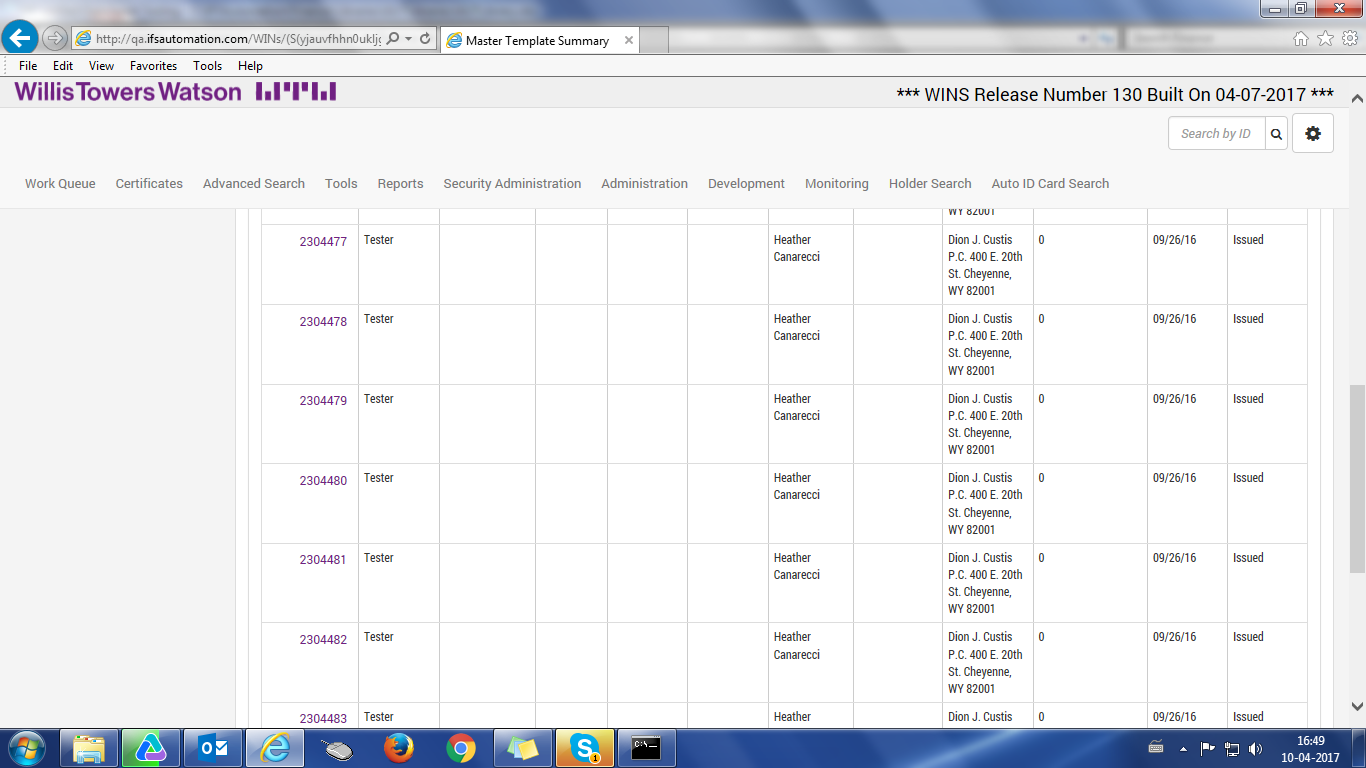 http://qa.ifsautomation.com/WINs/(S(yjauvfhhn0uklj
Master Template Summary
File Edit View Favorites Tools Help
Willis Towers Watson
*** WINS Release Number 130 Built On 04-07-2017 ***
Search by ID
Work Queue Certificates Advanced Search Tools Reports Security Administration Administration Development Monitoring Holder Search Auto ID Card Search
WY 82001
2304477 Tester Heather Dion J. Custis 0 09/26/16 Issued
Canarecci P.C. 400 E. 20th
St. Cheyenne,
WY 82001
2304478 Tester Heather Dion J. Custis 0 09/26/16 Issued
Canarecci P.C. 400 E. 20th
St. Cheyenne,
WY 82001
2304479 Tester Heather Dion J. Custis 0 09/26/16 Issued
Canarecci P.C. 400 E. 20th
St. Cheyenne,
WY 82001
2304480 Tester Heather Dion J. Custis 0 09/26/16 Issued
Canarecci P.C. 400 E. 20th
St. Cheyenne,
WY 82001
2304481 Tester Heather Dion J. Custis 0 09/26/16 Issued
Canarecci P.C. 400 E. 20th
St. Cheyenne,
WY 82001
2304482 Tester Heather Dion J. Custis 0 09/26/16 Issued
Canarecci P.C. 400 E. 20th
St. Cheyenne,
WY 82001
2304483 Tester Heather Dion J. Custis 0 09/26/16 Issued
16:49
10-04-2017